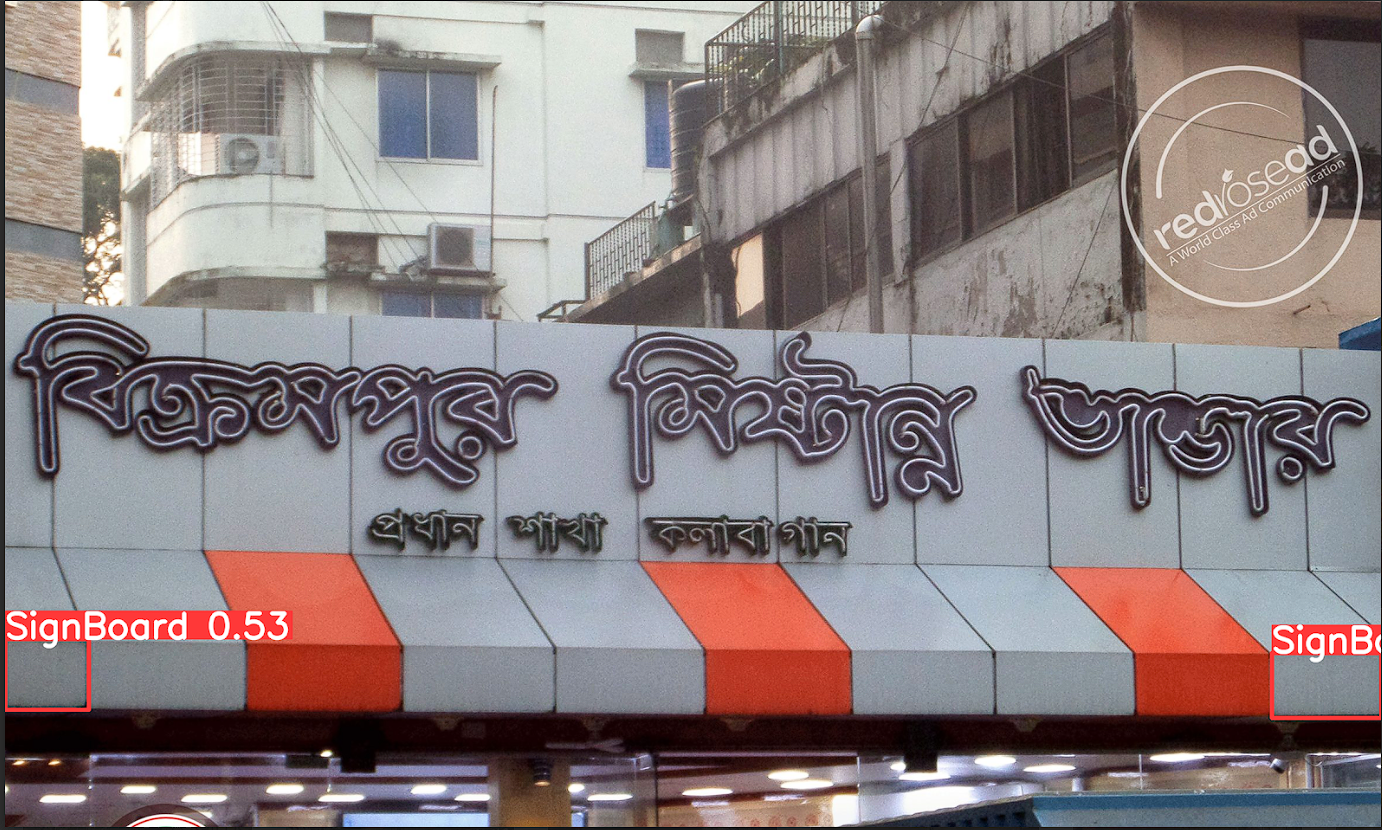 redrosead
A World Class Ad Communication
বিক্রমপুর মিষ্টান্ন ভান্ডার
প্রধান শাখা কলাবাগান
SignBoard 0.53
SignBo